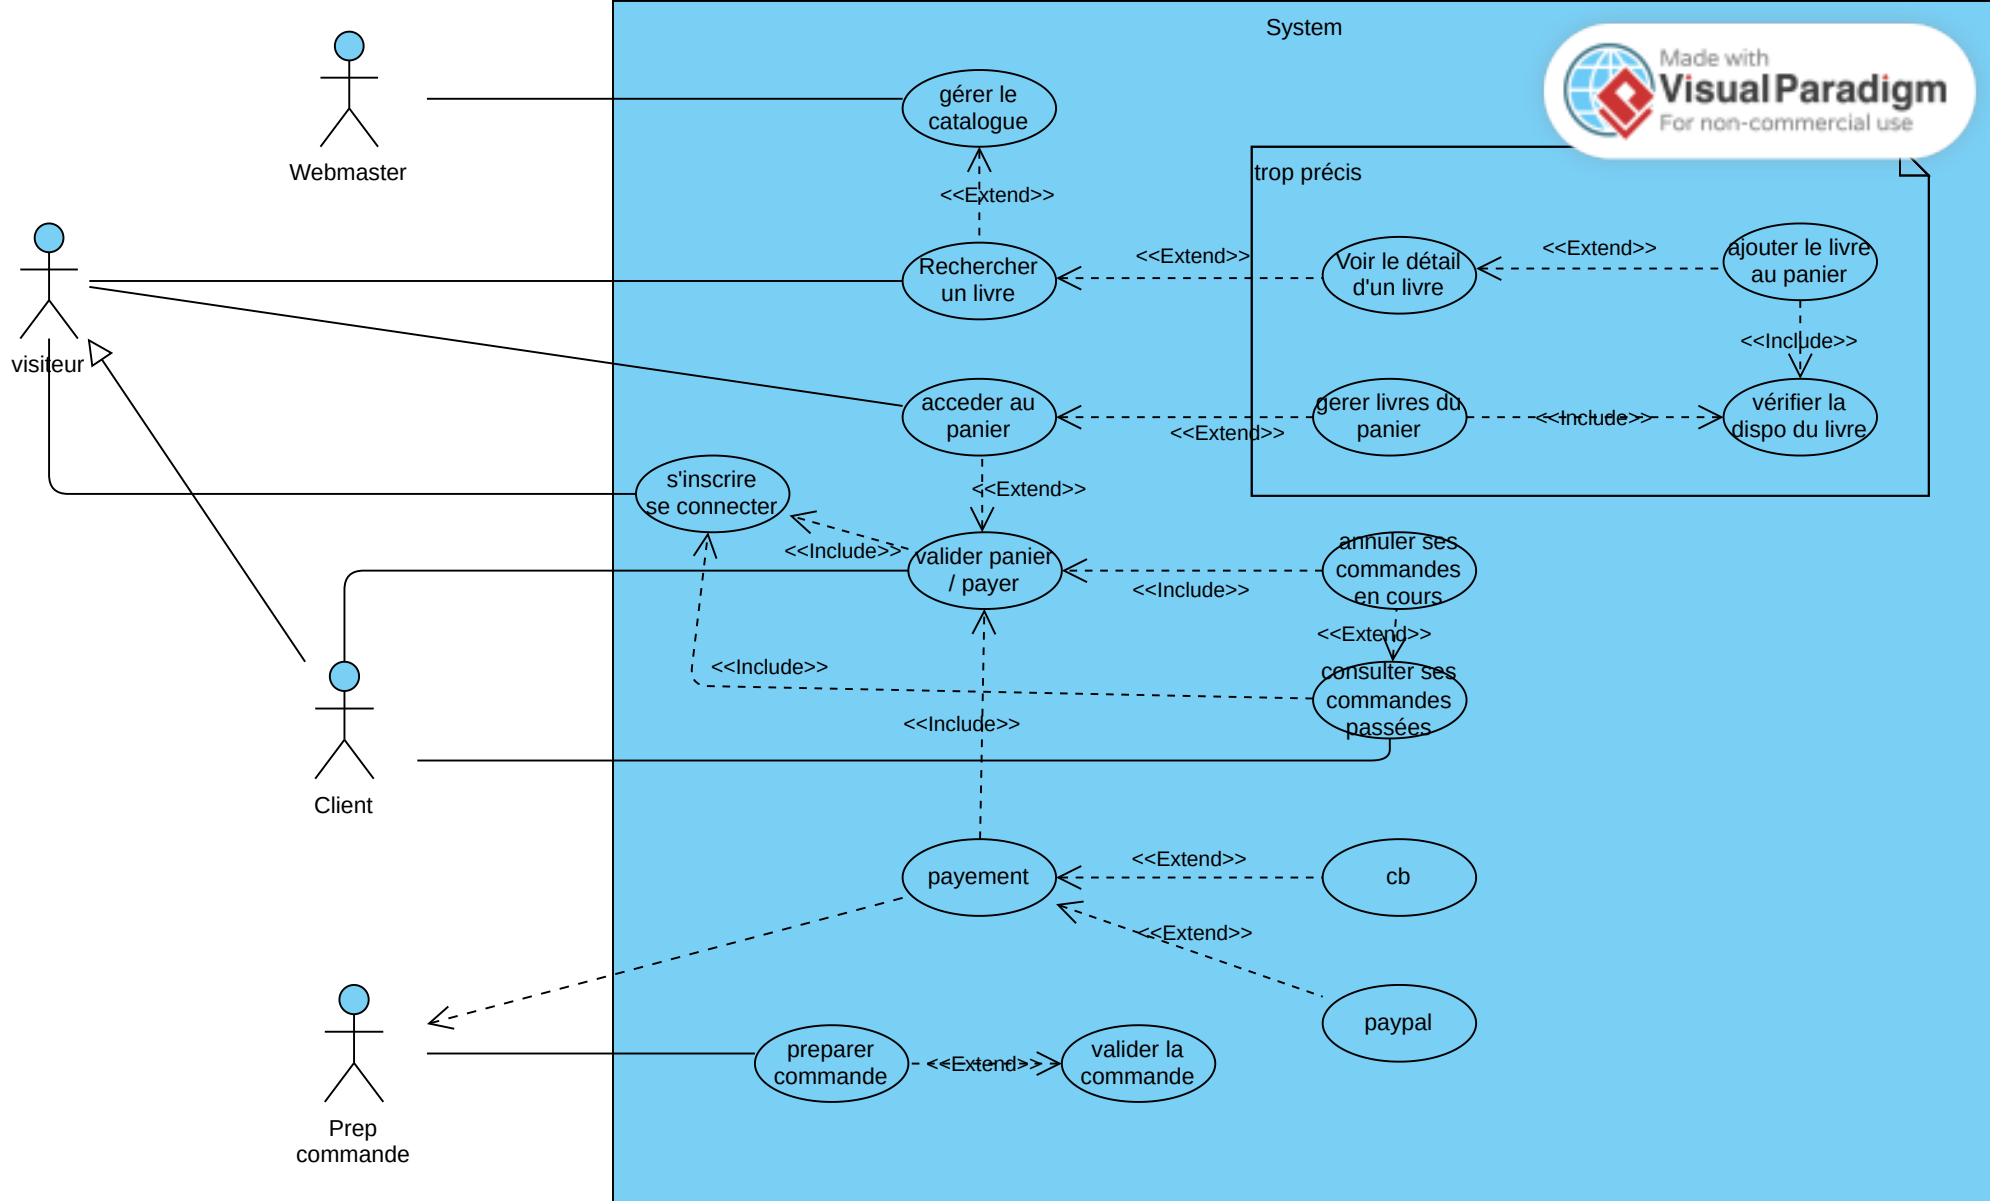 System
Made with
Visual Paradigm
For non-commercial use
gérer le
catalogue
Webmaster
trop précis
<<Extend>>
Rechercher
un livre
<<Extend>>
Voir le détail
d'un livre
<<Extend>>
ajouter le livre
au panier
<<Include>>
visiteur
acceder au
panier
<<Extend>>
gerer livres du
panier
<<Include>>
vérifier la
dispo du livre
s'inscrire
se connecter
<<Extend>>
<<Include>>
valider panier
/ payer
<<Include>>
annuler ses
commandes
en cours
<<Extend>>
<<Include>>
consulter ses
commandes
passées
<<Include>>
Client
payement
<<Extend>>
cb
<<Extend>>
paypal
preparer
commande
<<Extend>>
valider la
commande
Prep
commande